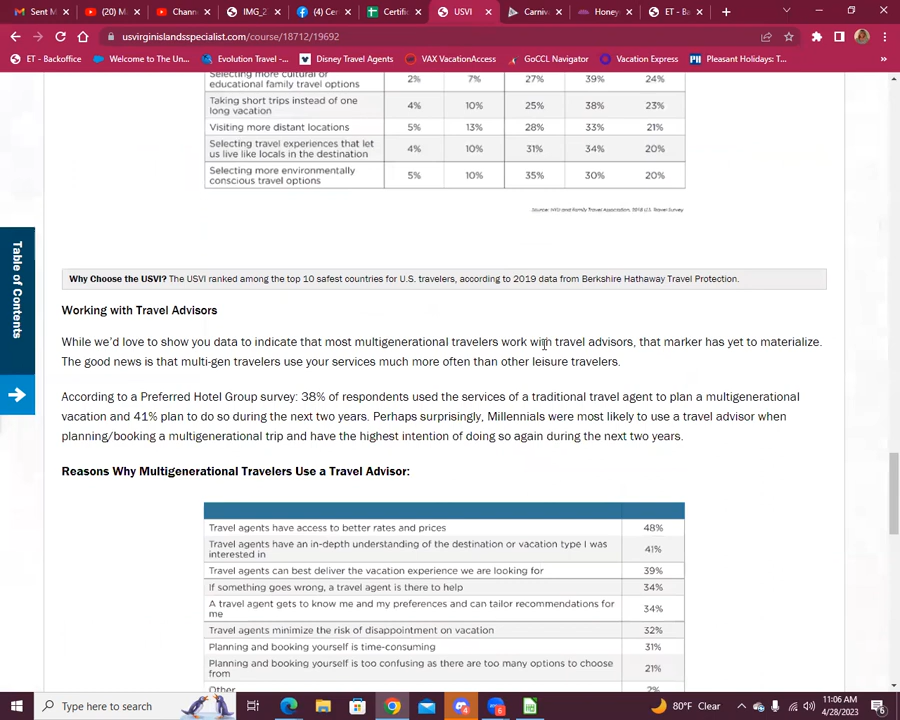 Sent M
(20) M
Chann
IMG_2
(4) Cer
Certific
USVI
Carniv
Honey
ET - Ba
usvirginislandsspecialist.com/course/18712/19692
ET - Backoffice
Welcome to The Un...
Evolution Travel -...
Disney Travel Agents
VAX VacationAccess
GoCCL Navigator
Vacation Express
Pleasant Holidays: T...
»
Selecting more cultural or
educational family travel options 2% 7% 27% 39% 24%
Taking short trips instead of one
long vacation 4% 10% 25% 38% 23%
Visiting more distant locations 5% 13% 28% 33% 21%
Selecting travel experiences that let
us live like locals in the destination 4% 10% 31% 34% 20%
Selecting more environmentally
conscious travel options 5% 10% 35% 30% 20%
Source: NYU and Family Travel Association, 2018 U.S. Travel Survey
Table of Contents
Why Choose the USVI? The USVI ranked among the top 10 safest countries for U.S. travelers, according to 2019 data from Berkshire Hathaway Travel Protection.
Working with Travel Advisors
While we'd love to show you data to indicate that most multigenerational travelers work with travel advisors, that marker has yet to materialize.
The good news is that multi-gen travelers use your services much more often than other leisure travelers.
According to a Preferred Hotel Group survey: 38% of respondents used the services of a traditional travel agent to plan a multigenerational
vacation and 41% plan to do so during the next two years. Perhaps surprisingly, Millennials were most likely to use a travel advisor when
planning/booking a multigenerational trip and have the highest intention of doing so again during the next two years.
Reasons Why Multigenerational Travelers Use a Travel Advisor:
Travel agents have access to better rates and prices 48%
Travel agents have an in-depth understanding of the destination or vacation type I was
interested in 41%
Travel agents can best deliver the vacation experience we are looking for 39%
If something goes wrong, a travel agent is there to help 34%
A travel agent gets to know me and my preferences and can tailor recommendations for
me 34%
Travel agents minimize the risk of disappointment on vacation 32%
Planning and booking yourself is time-consuming 31%
Planning and booking yourself is too confusing as there are too many options to choose
from 21%
Other 2%
Type here to search
80°F Clear
11:06 AM
4/28/2023